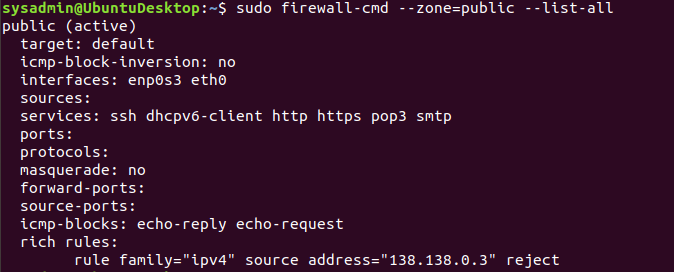 sysadmin@UbuntuDesktop:~$ sudo firewall-cmd --zone=public --list-all
public (active)
  target: default
  icmp-block-inversion: no
  interfaces: enp0s3 eth0
  sources:
  services: ssh dhcpv6-client http https pop3 smtp
  ports:
  protocols:
  masquerade: no
  forward-ports:
  source-ports:
  icmp-blocks: echo-reply echo-request
  rich rules:
        rule family="ipv4" source address="138.138.0.3" reject